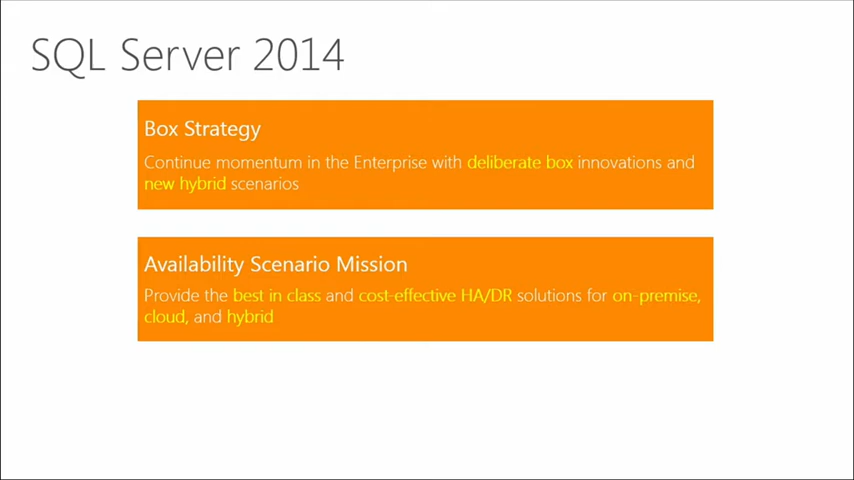 SQL Server 2014
Box Strategy
Continue momentum in the Enterprise with deliberate box innovations and
new hybrid scenarios
Availability Scenario Mission
Provide the best in class and cost-effective HA/DR solutions for on-premise,
cloud, and hybrid